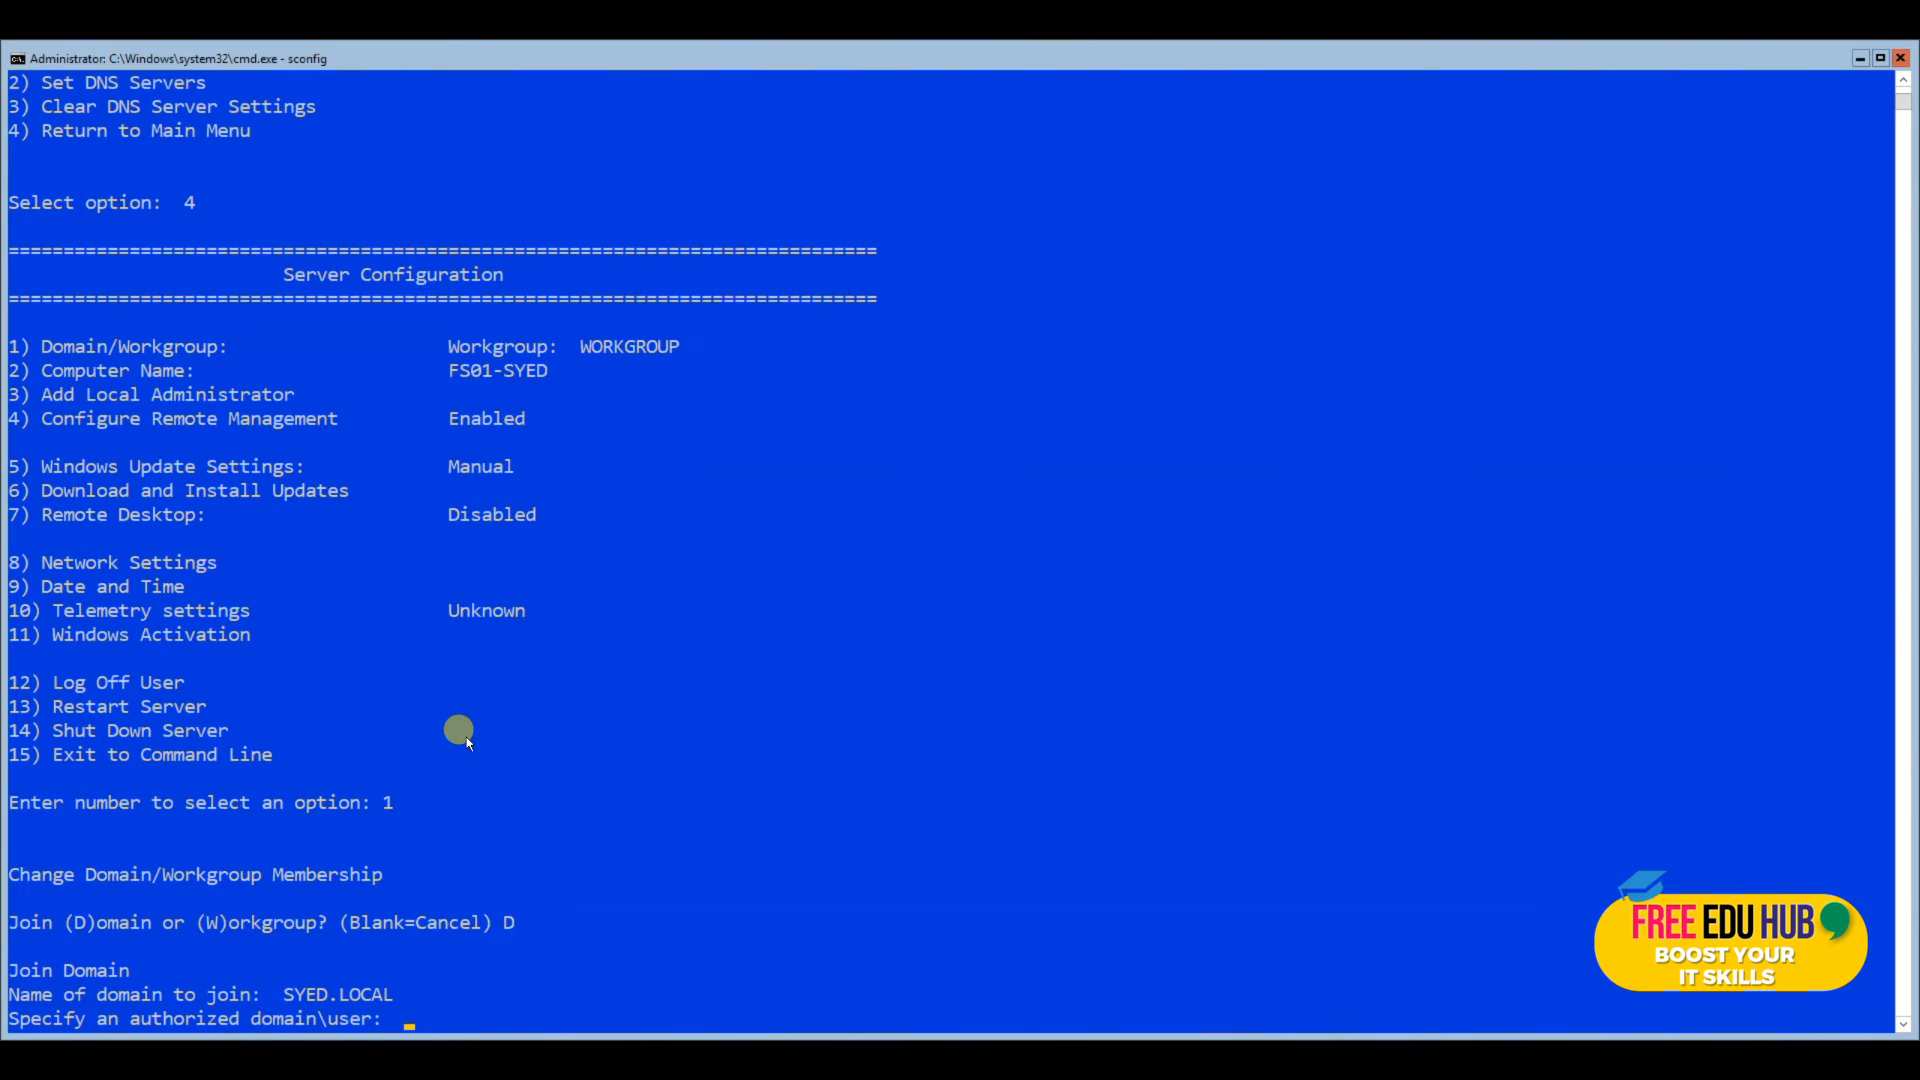 Administrator: C:\Windows\system32\cmd.exe - sconfig
2) Set DNS Servers
3) Clear DNS Server Settings
4) Return to Main Menu
Select option:  4
===============================================================================
Server Configuration
===============================================================================
1) Domain/Workgroup:                    Workgroup:  WORKGROUP
2) Computer Name:                       FS01-SYED
3) Add Local Administrator
4) Configure Remote Management          Enabled
5) Windows Update Settings:             Manual
6) Download and Install Updates
7) Remote Desktop:                      Disabled
8) Network Settings
9) Date and Time
10) Telemetry settings                  Unknown
11) Windows Activation
12) Log Off User
13) Restart Server
14) Shut Down Server
15) Exit to Command Line
Enter number to select an option: 1
Change Domain/Workgroup Membership
Join (D)omain or (W)orkgroup? (Blank=Cancel) D
Join Domain
Name of domain to join:  SYED.LOCAL
Specify an authorized domain\user:
FREE EDU HUB
BOOST YOUR
IT SKILLS